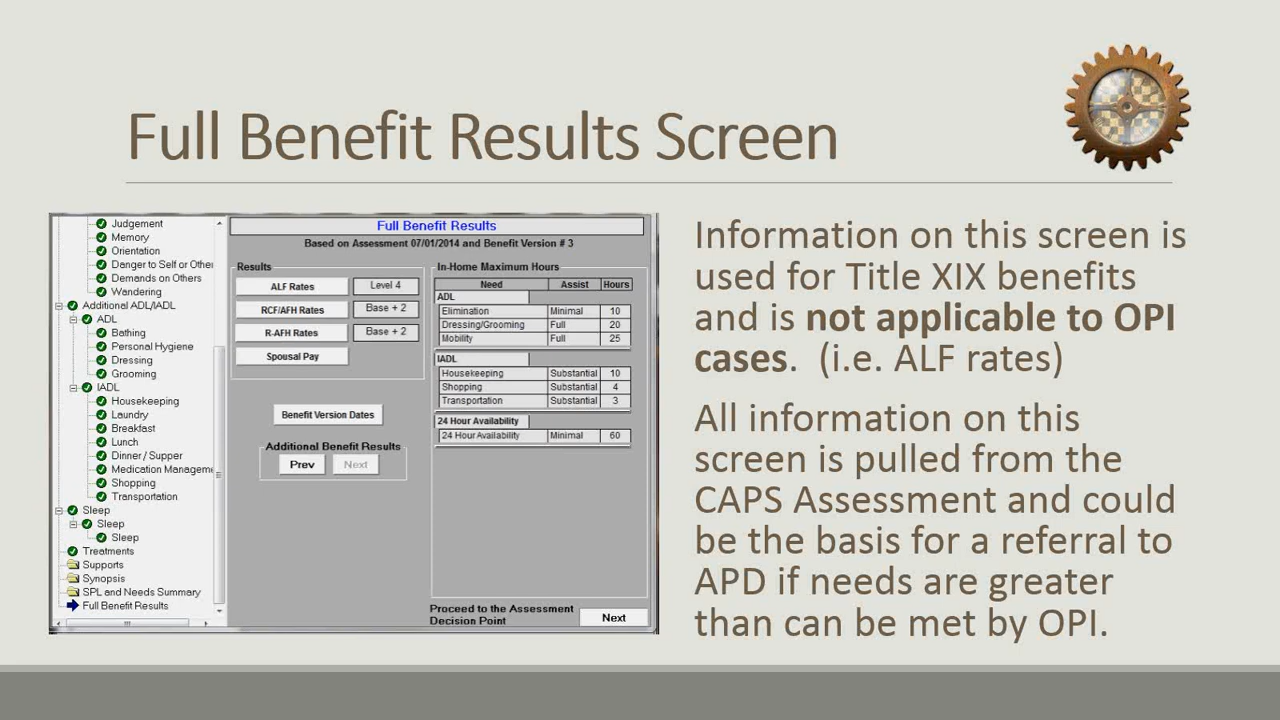 Full Benefit Results Screen
Judgement
Memory
Orientation
Danger to Self or Other
Demands on Others
Wandering
Additional ADL/IADL
ADL
Bathing
Personal Hygiene
Dressing
Grooming
IADL
Housekeeping
Laundry
Breakfast
Lunch
Dinner / Supper
Medication Manageme
Shopping
Transportation
Sleep
Sleep
Sleep
Treatments
Supports
Synopsis
SPL and Needs Summary
Full Benefit Results
Full Benefit Results
Based on Assessment 07/01/2014 and Benefit Version # 3
Results
ALF Rates Level 4
RCF/AFH Rates Base + 2
R-AFH Rates Base + 2
Spousal Pay
Benefit Version Dates
Additional Benefit Results
Prev Next
In-Home Maximum Hours
Need Assist Hours
ADL
Elimination Minimal 10
Dressing/Grooming Full 20
Mobility Full 25
IADL
Housekeeping Substantial 10
Shopping Substantial 4
Transportation Substantial 3
24 Hour Availability
24 Hour Availability Minimal 60
Proceed to the Assessment
Decision Point
Next
Information on this screen is
used for Title XIX benefits
and is not applicable to OPI
cases. (i.e. ALF rates)
All information on this
screen is pulled from the
CAPS Assessment and could
be the basis for a referral to
APD if needs are greater
than can be met by OPI.